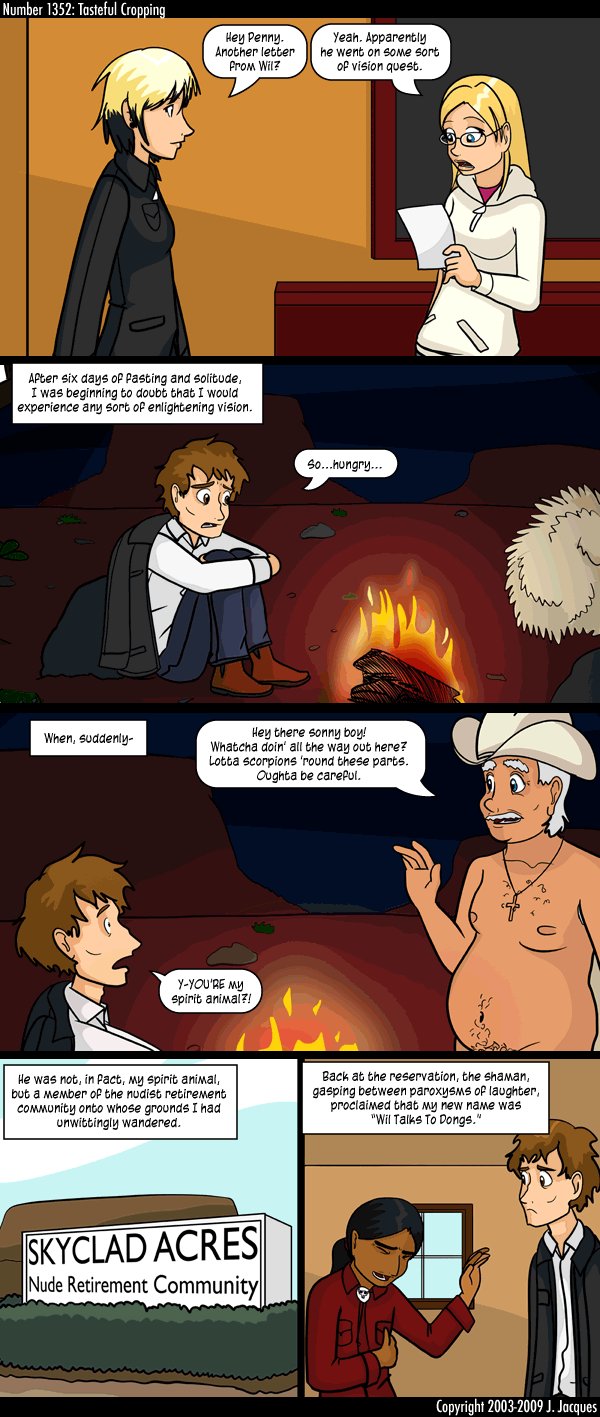 Number 1352: Tasteful Cropping
Hey Penny.
Another letter
from Wil?
Yeah. Apparently
he went on some sort
of vision quest.
After six days of fasting and solitude,
I was beginning to doubt that I would
experience any sort of enlightening vision.
So...hungry...
When, suddenly-
Hey there sonny boy!
Whatcha doin' all the way out here?
Lotta scorpions 'round these parts.
Oughta be careful.
Y-YOU'RE my
spirit animal?!
He was not, in fact, my spirit animal,
but a member of the nudist retirement
community onto whose grounds I had
unwittingly wandered.
SKYCLAD ACRES
Nude Retirement Community
Back at the reservation, the shaman,
gasping between paroxysms of laughter,
proclaimed that my new name was
"Wil Talks To Dongs."
Copyright 2003-2009 J. Jacques